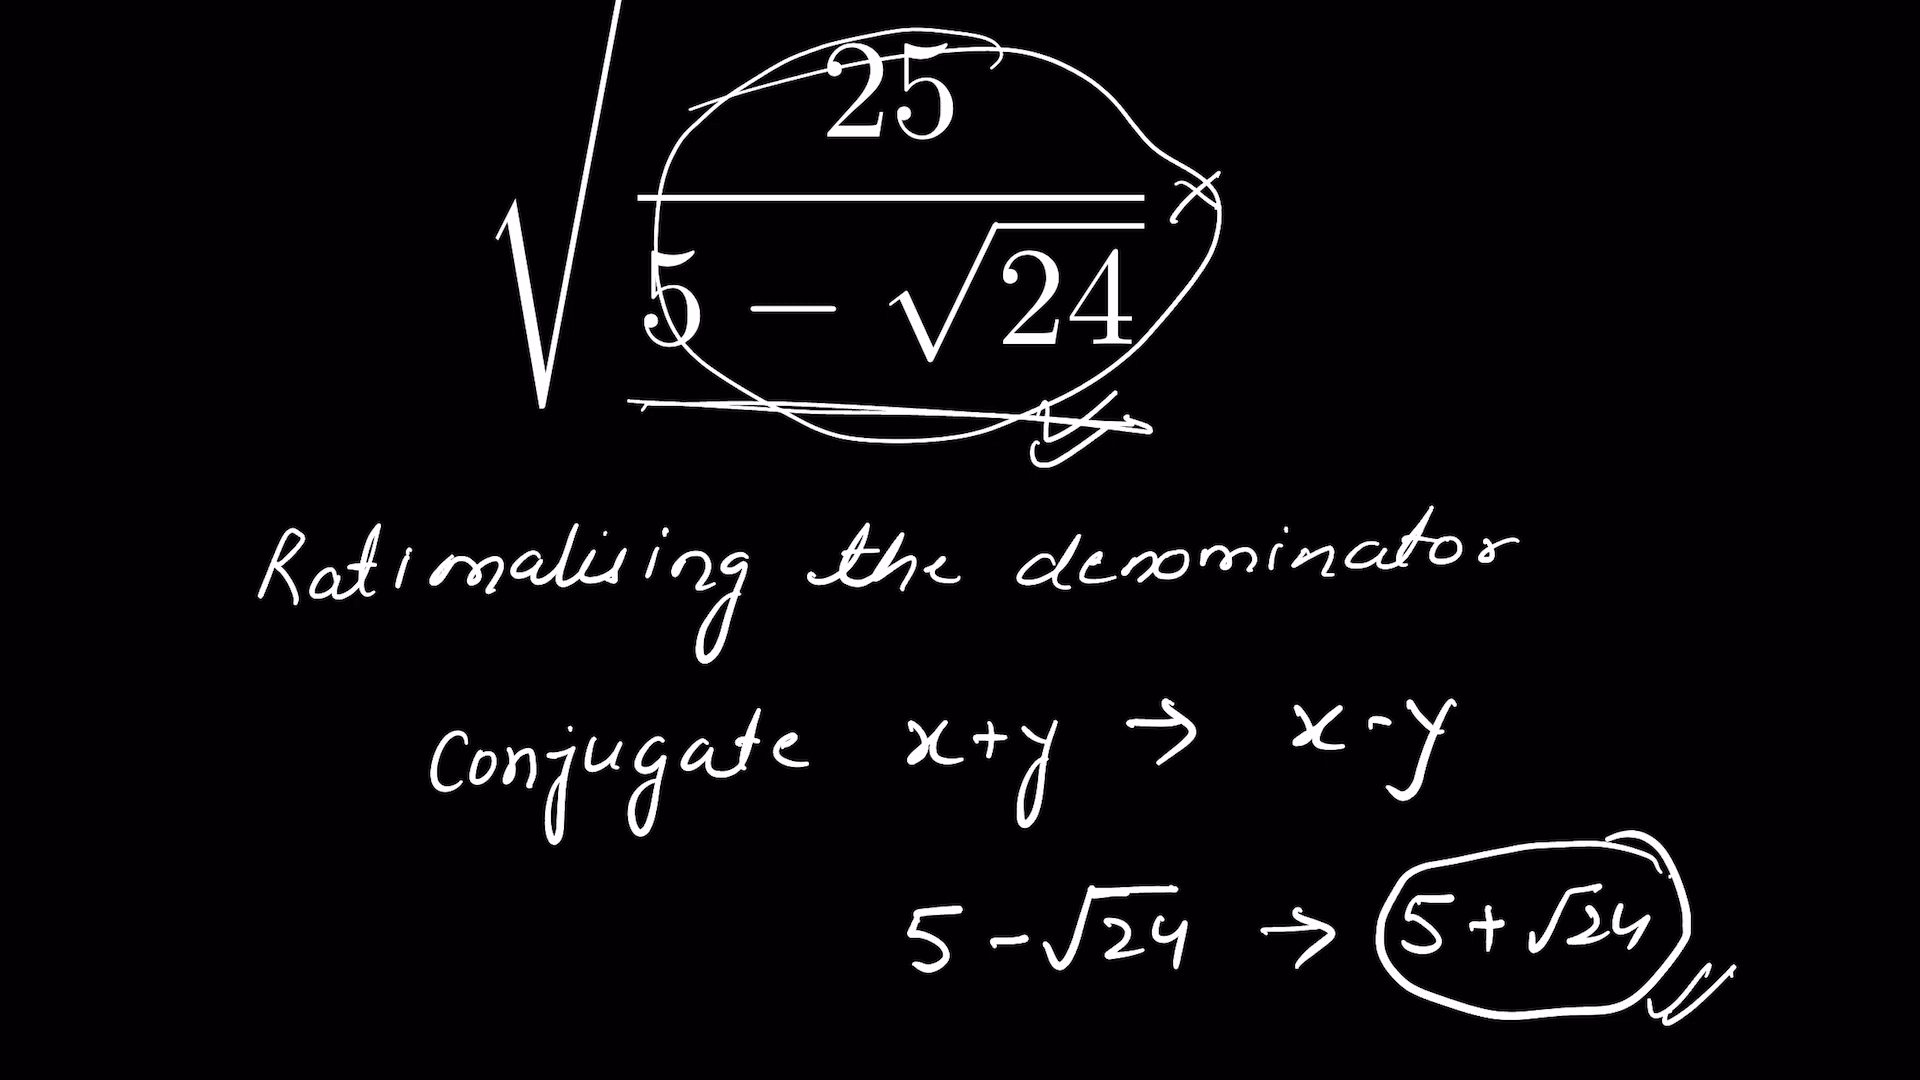 √(25 / (5 − √24)) ×
Rationalising the denominator
Conjugate x+y → x-y
5 - √24 → 5 + √24